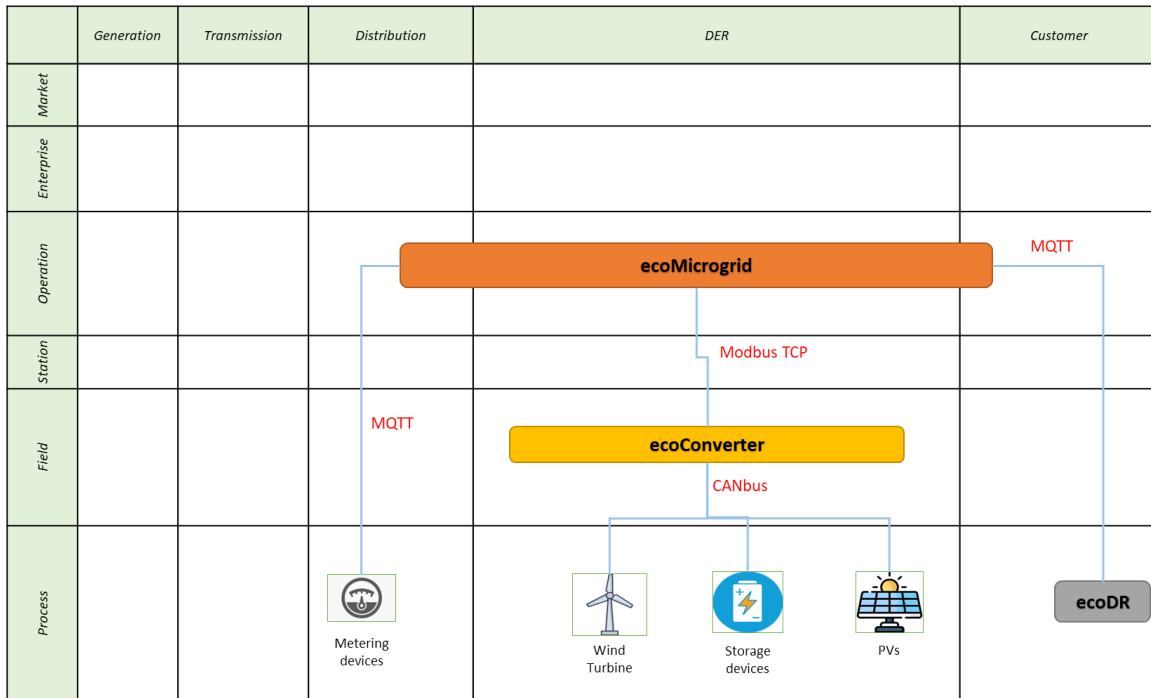 Generation
Transmission
Distribution
DER
Customer
Market
Enterprise
Operation
ecoMicrogrid
MQTT
Station
Modbus TCP
Field
MQTT
ecoConverter
CANbus
Process
Metering
devices
Wind
Turbine
Storage
devices
PVs
ecoDR